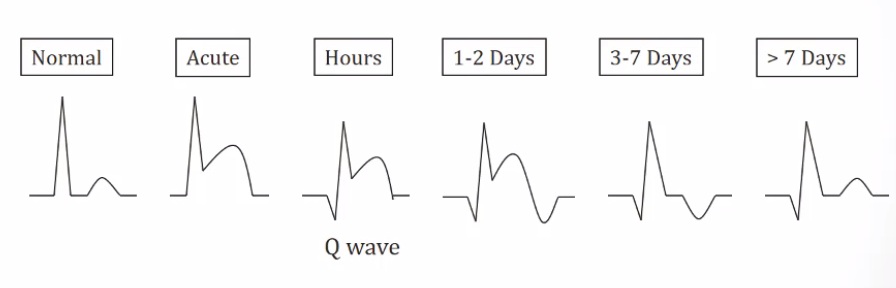 Normal
Acute
Hours
1-2 Days
3-7 Days
> 7 Days
Q wave